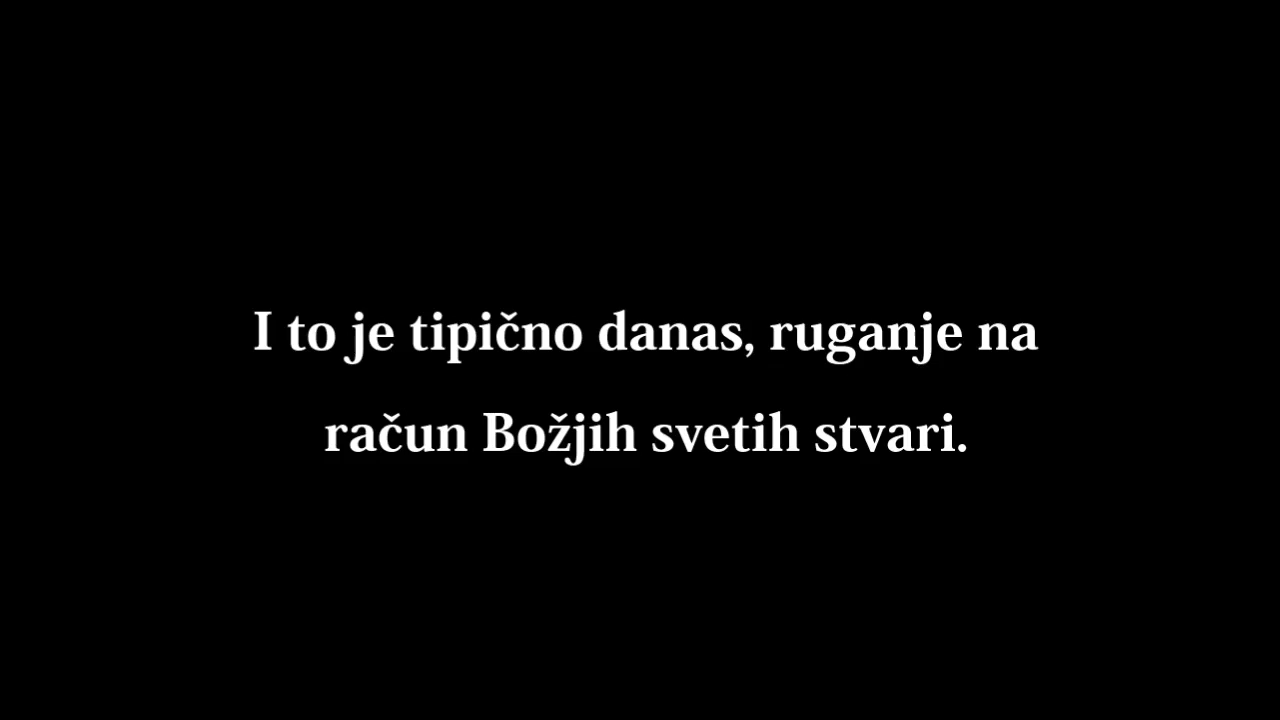 I to je tipično danas, ruganje na
račun Božjih svetih stvari.